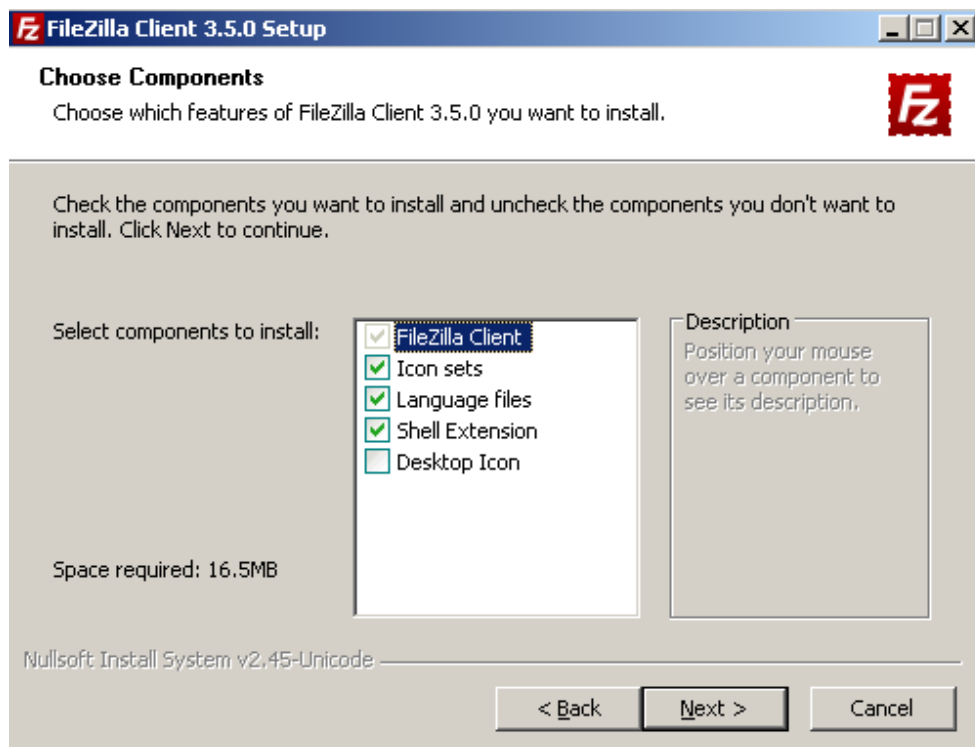 FileZilla Client 3.5.0 Setup
Choose Components
Choose which features of FileZilla Client 3.5.0 you want to install.
Fz
Check the components you want to install and uncheck the components you don't want to
install. Click Next to continue.
Select components to install:
FileZilla Client
Icon sets
Language files
Shell Extension
Desktop Icon
Description
Position your mouse
over a component to
see its description.
Space required: 16.5MB
Nullsoft Install System v2.45-Unicode
< Back
Next >
Cancel